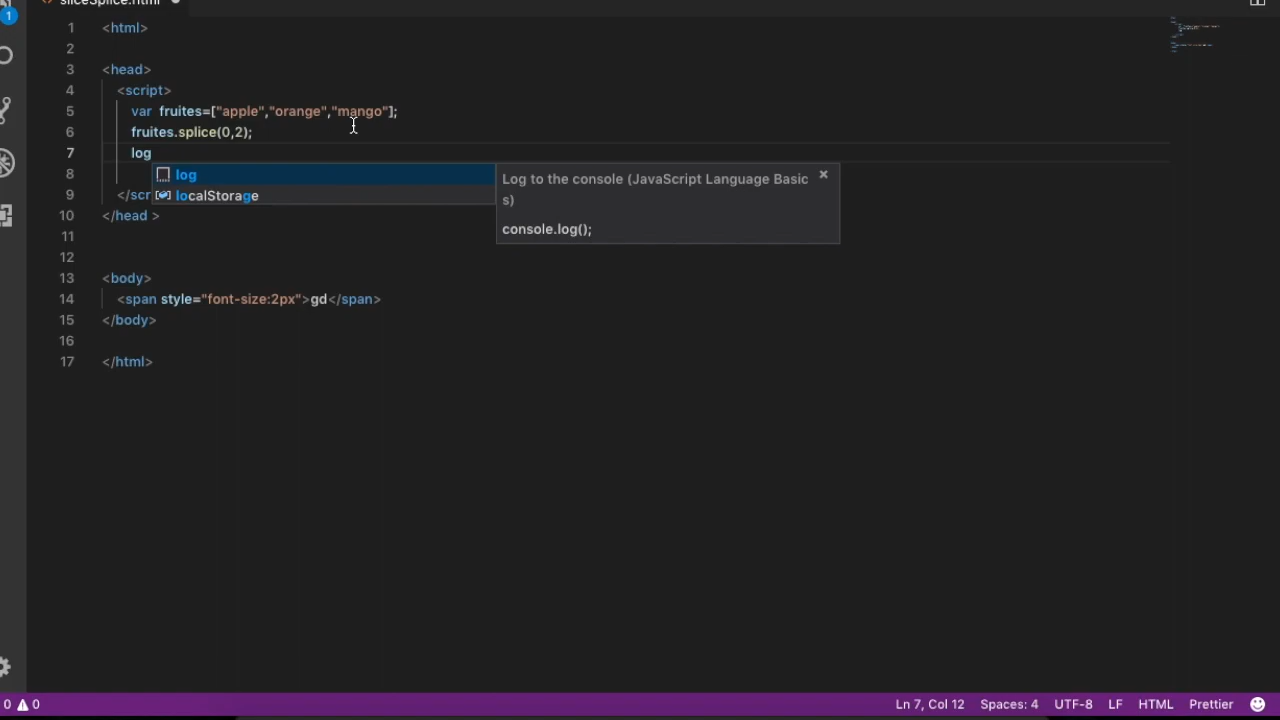 sliceSplice.html
1
1 <html>
2
3 <head>
4 <script>
5 var fruites=["apple","orange","mango"];
6 fruites.splice(0,2);
7 log
8 log
9 </scr localStorage
Log to the console (JavaScript Language Basic
s)
console.log();
10 </head >
11
12
13 <body>
14 <span style="font-size:2px">gd</span>
15 </body>
16
17 </html>
0 0 Ln 7, Col 12 Spaces: 4 UTF-8 LF HTML Prettier